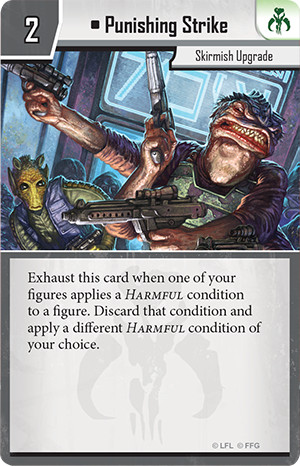 2
Punishing Strike
Skirmish Upgrade
Exhaust this card when one of your
figures applies a HARMFUL condition
to a figure. Discard that condition and
apply a different HARMFUL condition of
your choice.
© LFL © FFG